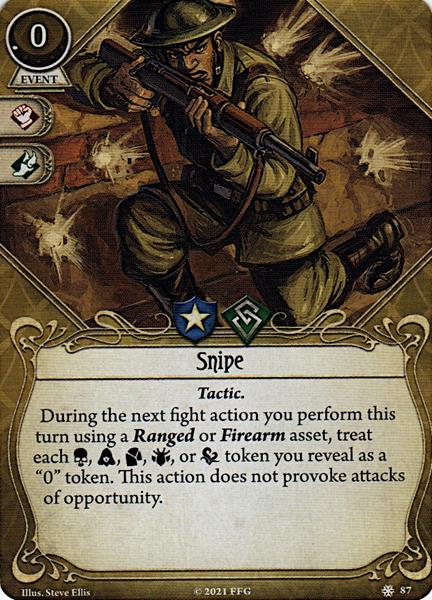 0
EVENT
Snipe
Tactic.
During the next fight action you perform this
turn using a Ranged or Firearm asset, treat
each , , , , or token you reveal as a
“0” token. This action does not provoke attacks
of opportunity.
Illus. Steve Ellis
© 2021 FFG
87